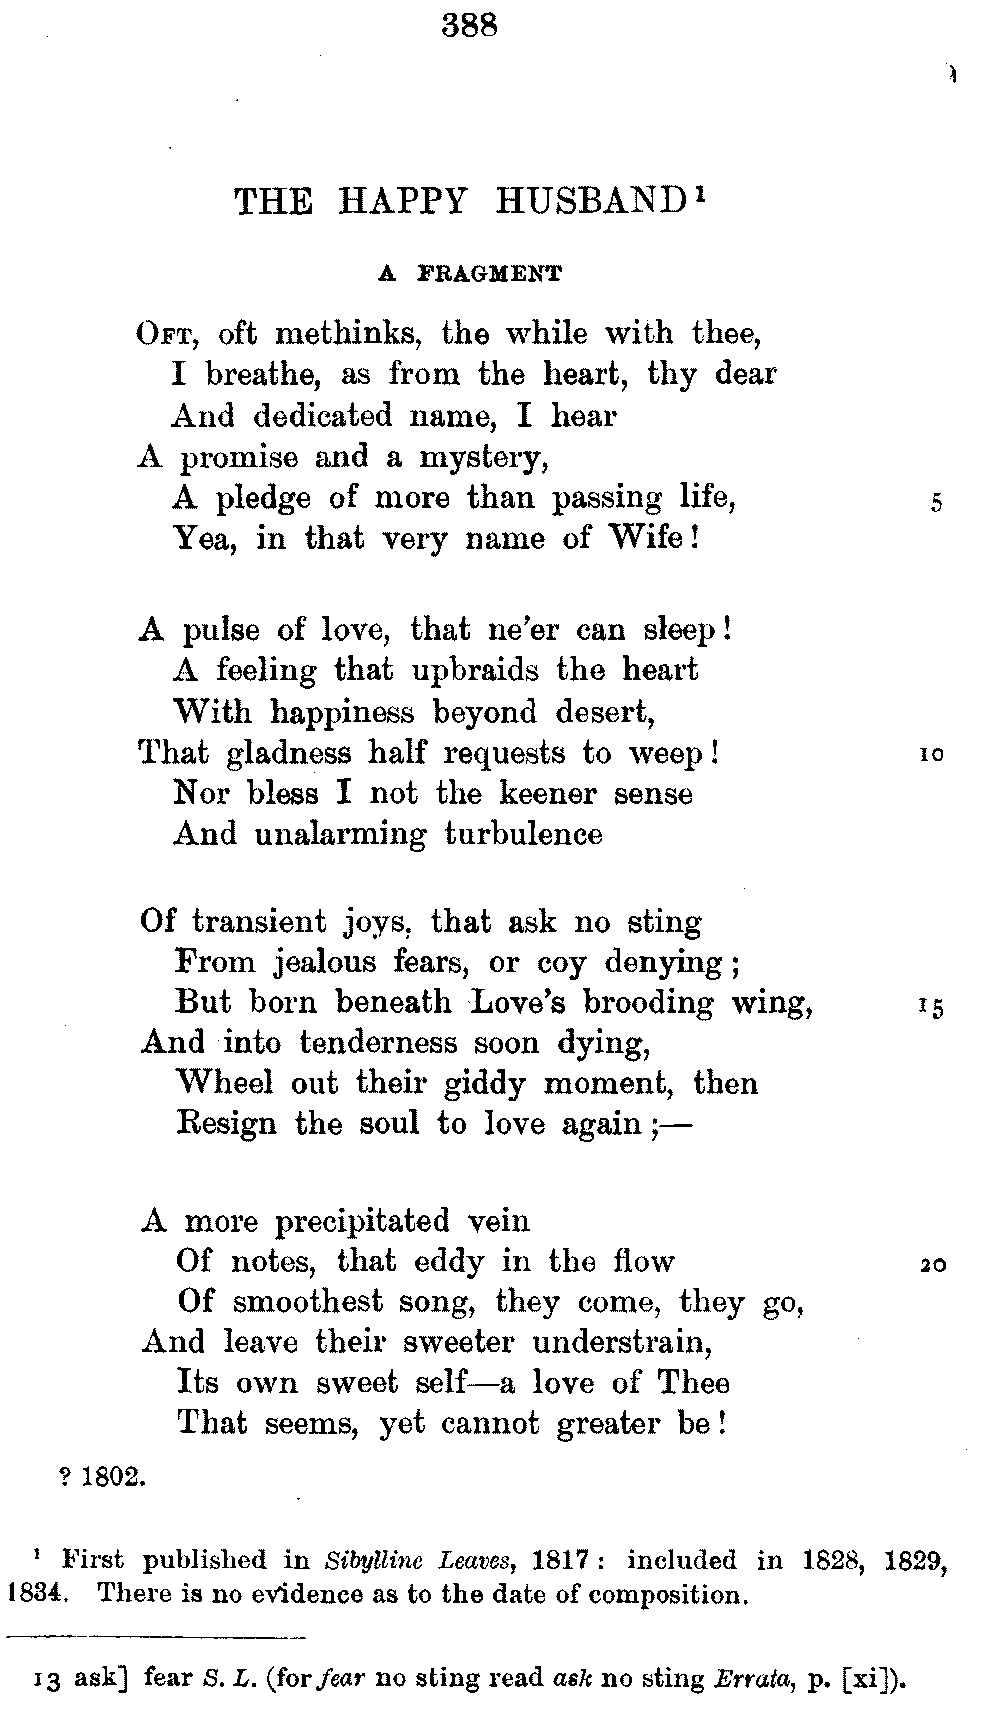 388
THE HAPPY HUSBAND¹
A FRAGMENT
OFT, oft methinks, the while with thee,
I breathe, as from the heart, thy dear
And dedicated name, I hear
A promise and a mystery,
A pledge of more than passing life, 5
Yea, in that very name of Wife!
A pulse of love, that ne'er can sleep!
A feeling that upbraids the heart
With happiness beyond desert,
That gladness half requests to weep! 10
Nor bless I not the keener sense
And unalarming turbulence
Of transient joys, that ask no sting
From jealous fears, or coy denying;
But born beneath Love's brooding wing, 15
And into tenderness soon dying,
Wheel out their giddy moment, then
Resign the soul to love again;—
A more precipitated vein
Of notes, that eddy in the flow 20
Of smoothest song, they come, they go,
And leave their sweeter understrain,
Its own sweet self—a love of Thee
That seems, yet cannot greater be!
? 1802.
¹ First published in Sibylline Leaves, 1817: included in 1828, 1829,
1834. There is no evidence as to the date of composition.
13 ask] fear S. L. (for fear no sting read ask no sting Errata, p. [xi]).